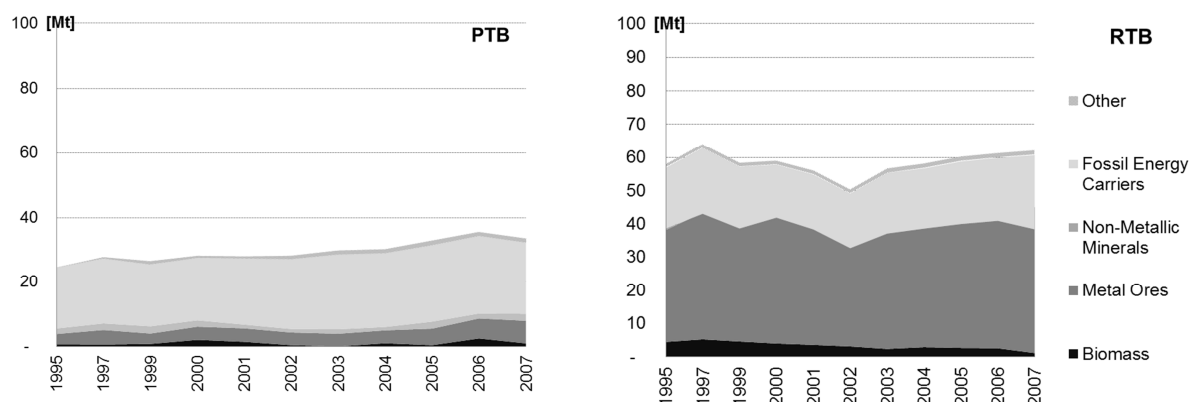 100 [Mt]
PTB
80
60
40
20
-
1995 1997 1999 2000 2001 2002 2003 2004 2005 2006 2007
100 [Mt]
RTB
90
80
70
60
50
40
30
20
10
-
1995 1997 1999 2000 2001 2002 2003 2004 2005 2006 2007
Other
Fossil Energy
Carriers
Non-Metallic
Minerals
Metal Ores
Biomass